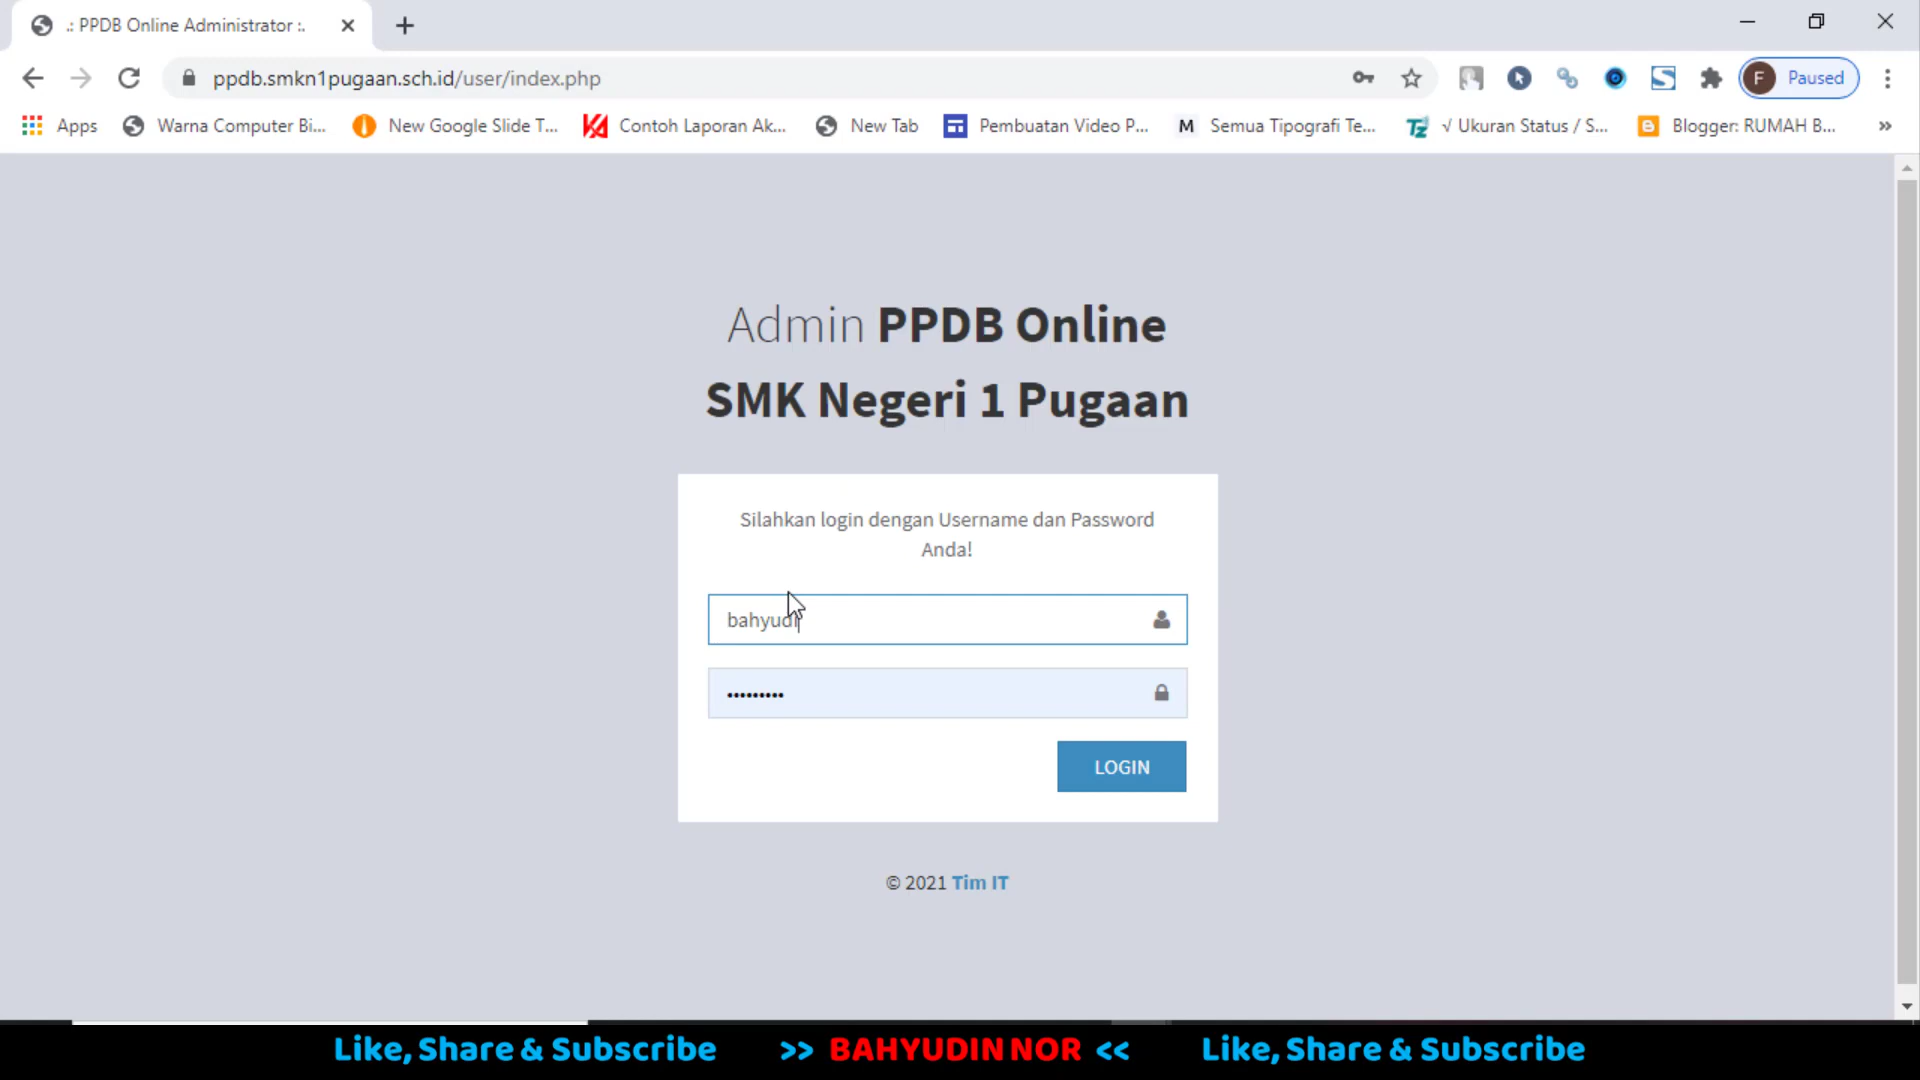 .: PPDB Online Administrator :.
ppdb.smkn1pugaan.sch.id/user/index.php
F Paused
Apps Warna Computer Bi... New Google Slide T... Contoh Laporan Ak... New Tab Pembuatan Video P... M Semua Tipografi Te... TZ √ Ukuran Status / S... Blogger: RUMAH B... »
Admin PPDB Online
SMK Negeri 1 Pugaan
Silahkan login dengan Username dan Password
Anda!
bahyudi
•••••••••
LOGIN
© 2021 Tim IT
Like, Share & Subscribe >> BAHYUDIN NOR << Like, Share & Subscribe